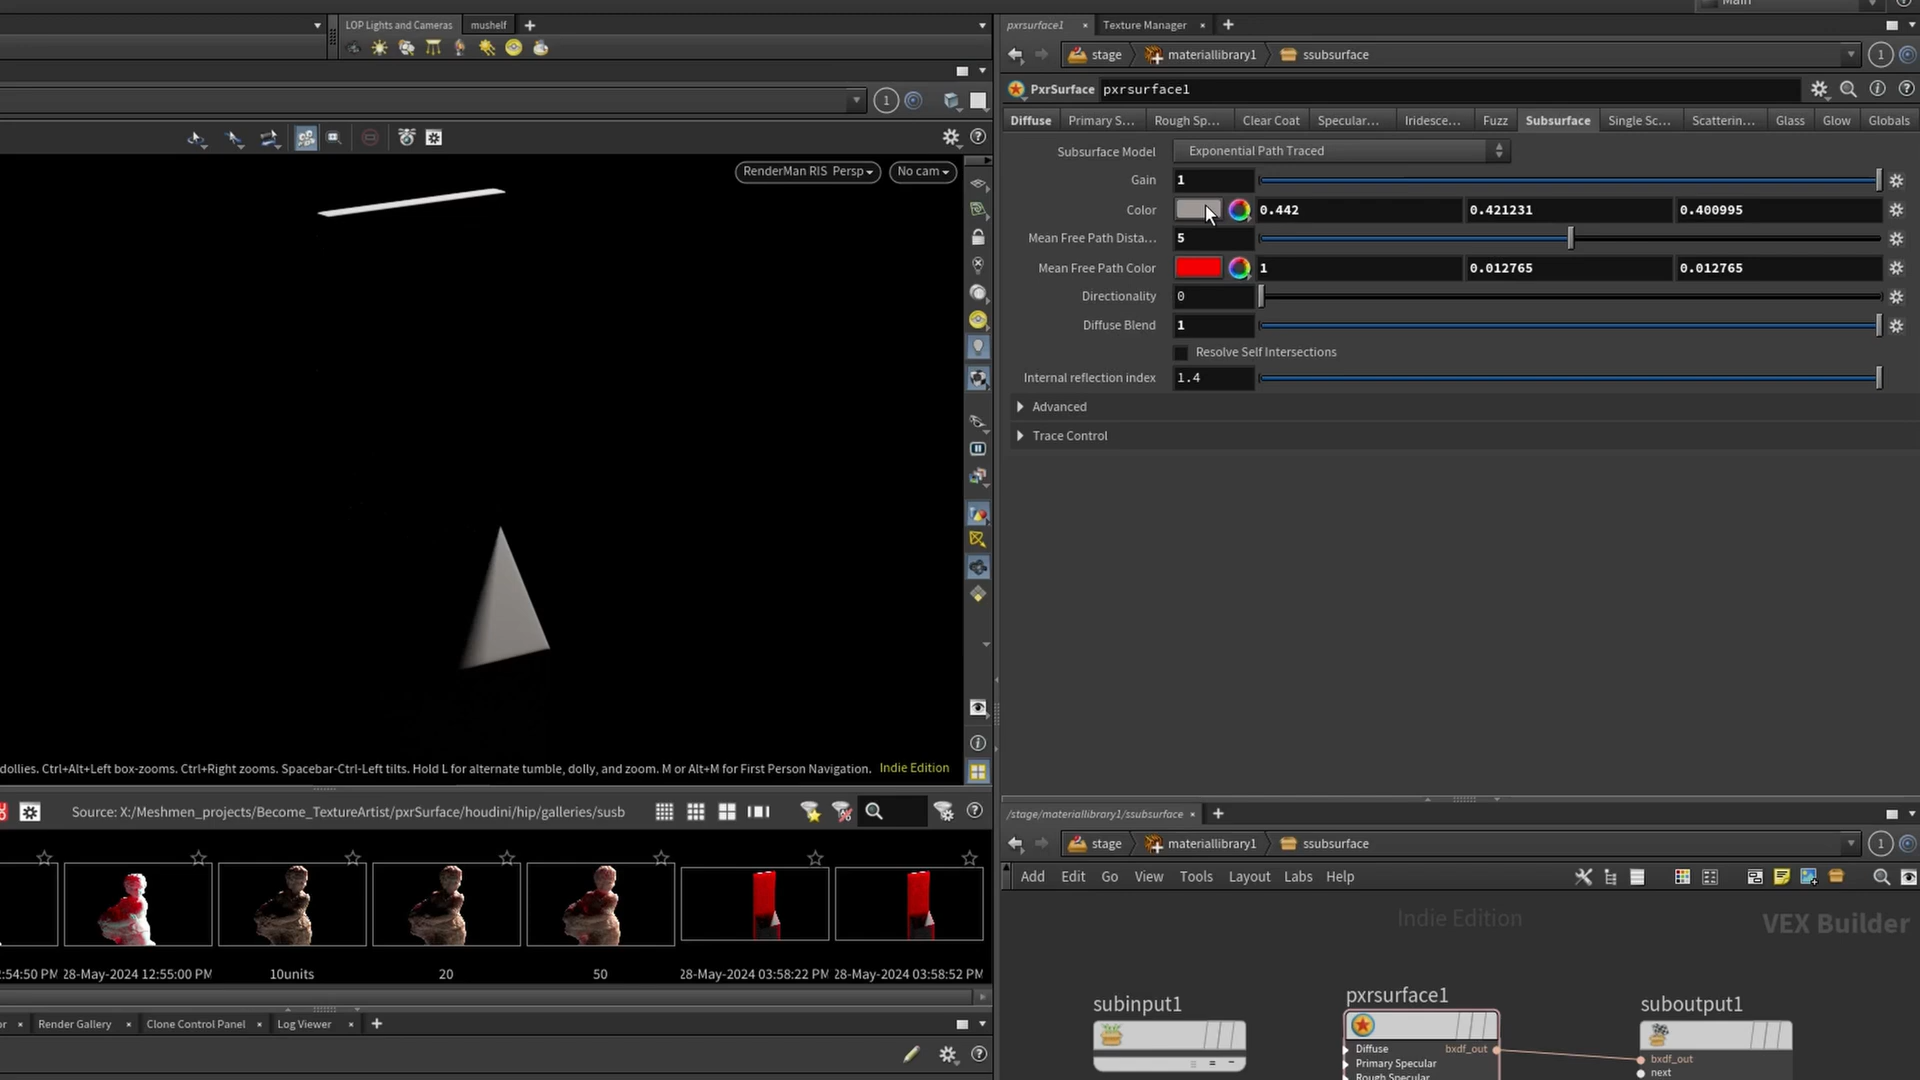 Main
LOP Lights and Cameras
mushelf
pxrsurface1
Texture Manager
stage
materiallibrary1
ssubsurface
1
PxrSurface
pxrsurface1
1
Diffuse
Primary S...
Rough Sp...
Clear Coat
Specular...
Iridesce...
Fuzz
Subsurface
Single Sc...
Scatterin...
Glass
Glow
Globals
Subsurface Model
Exponential Path Traced
RenderMan RIS Persp
No cam
Gain
1
Color
0.442
0.421231
0.400995
Mean Free Path Dista...
5
Mean Free Path Color
1
0.012765
0.012765
Directionality
0
Diffuse Blend
1
Resolve Self Intersections
Internal reflection index
1.4
Advanced
Trace Control
dollies. Ctrl+Alt+Left box-zooms. Ctrl+Right zooms. Spacebar-Ctrl-Left tilts. Hold L for alternate tumble, dolly, and zoom. M or Alt+M for First Person Navigation.
Indie Edition
Source: X:/Meshmen_projects/Become_TextureArtist/pxrSurface/houdini/hip/galleries/susb
/stage/materiallibrary1/ssubsurface
stage
materiallibrary1
ssubsurface
1
Add
Edit
Go
View
Tools
Layout
Labs
Help
Indie Edition
VEX Builder
:54:50 PM
28-May-2024 12:55:00 PM
10units
20
50
28-May-2024 03:58:22 PM
28-May-2024 03:58:52 PM
subinput1
pxrsurface1
suboutput1
or
Render Gallery
Clone Control Panel
Log Viewer
Diffuse
bxdf_out
Primary Specular
Rough Specular
bxdf_out
next